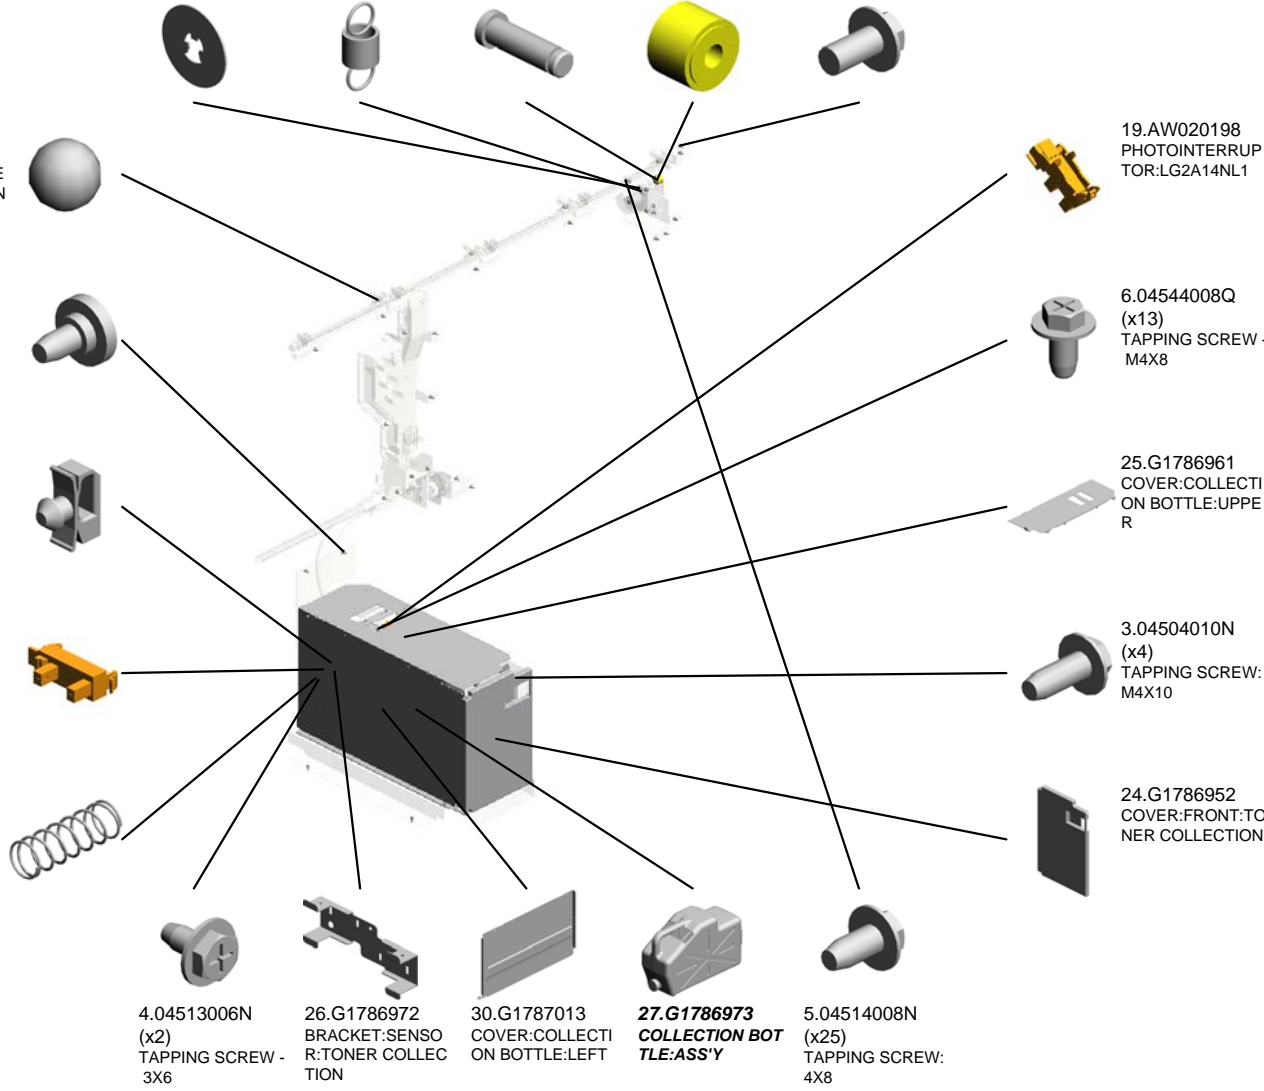 19.AW020198
PHOTOINTERRUP
TOR:LG2A14NL1
E
N
6.04544008Q
(x13)
TAPPING SCREW -
M4X8
25.G1786961
COVER:COLLECTI
ON BOTTLE:UPPE
R
3.04504010N
(x4)
TAPPING SCREW:
M4X10
24.G1786952
COVER:FRONT:TO
NER COLLECTION
4.04513006N
(x2)
TAPPING SCREW -
3X6
26.G1786972
BRACKET:SENSO
R:TONER COLLEC
TION
30.G1787013
COVER:COLLECTI
ON BOTTLE:LEFT
27.G1786973
COLLECTION BOT
TLE:ASS'Y
5.04514008N
(x25)
TAPPING SCREW:
4X8